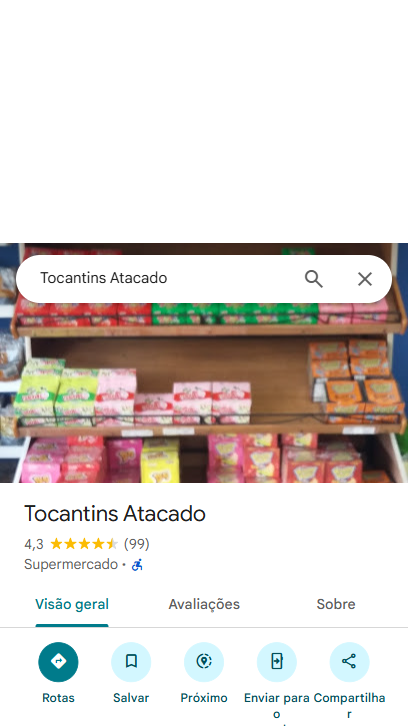 Tocantins Atacado
Tocantins Atacado
4,3 (99)
Supermercado ·
Visão geral Avaliações Sobre
Rotas Salvar Próximo Enviar para o Compartilhar